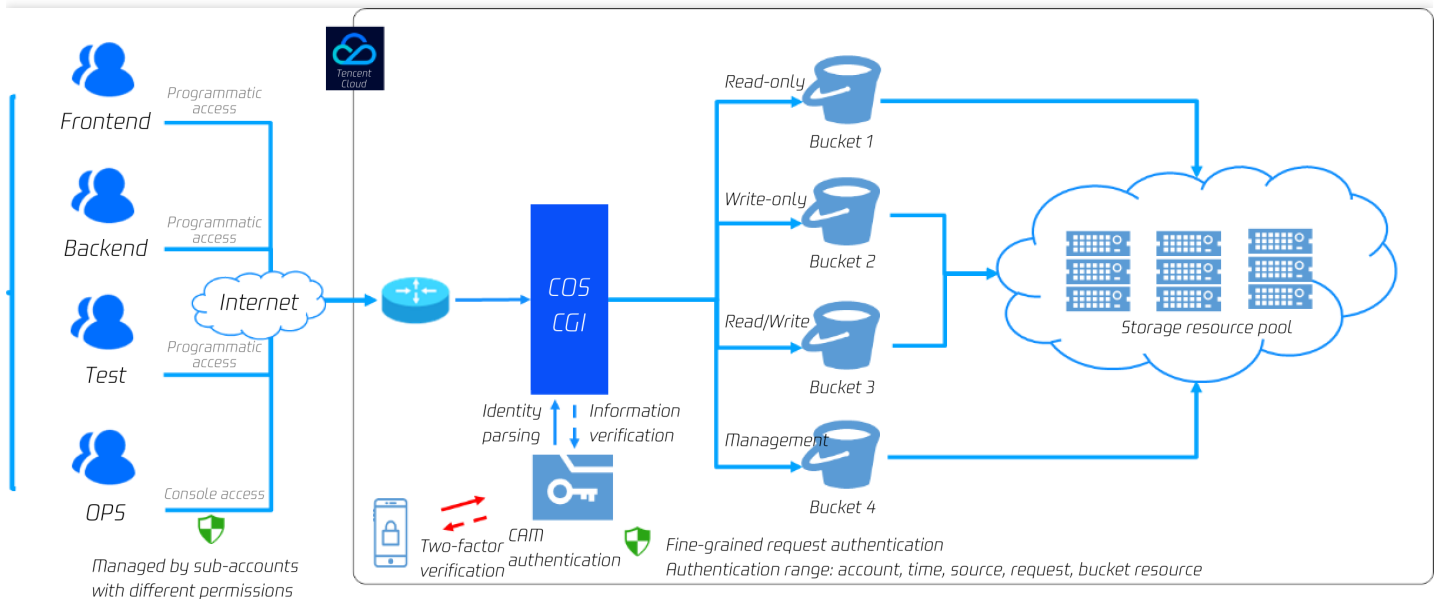 Tencent
Cloud
Programmatic
access
Frontend
Programmatic
access
Backend
Internet
Programmatic
access
Test
Console access
OPS
Managed by sub-accounts
with different permissions
COS
CGI
Identity
parsing
Information
verification
Two-factor
verification
CAM
authentication
Fine-grained request authentication
Authentication range: account, time, source, request, bucket resource
Read-only
Bucket 1
Write-only
Bucket 2
Read/Write
Bucket 3
Management
Bucket 4
Storage resource pool